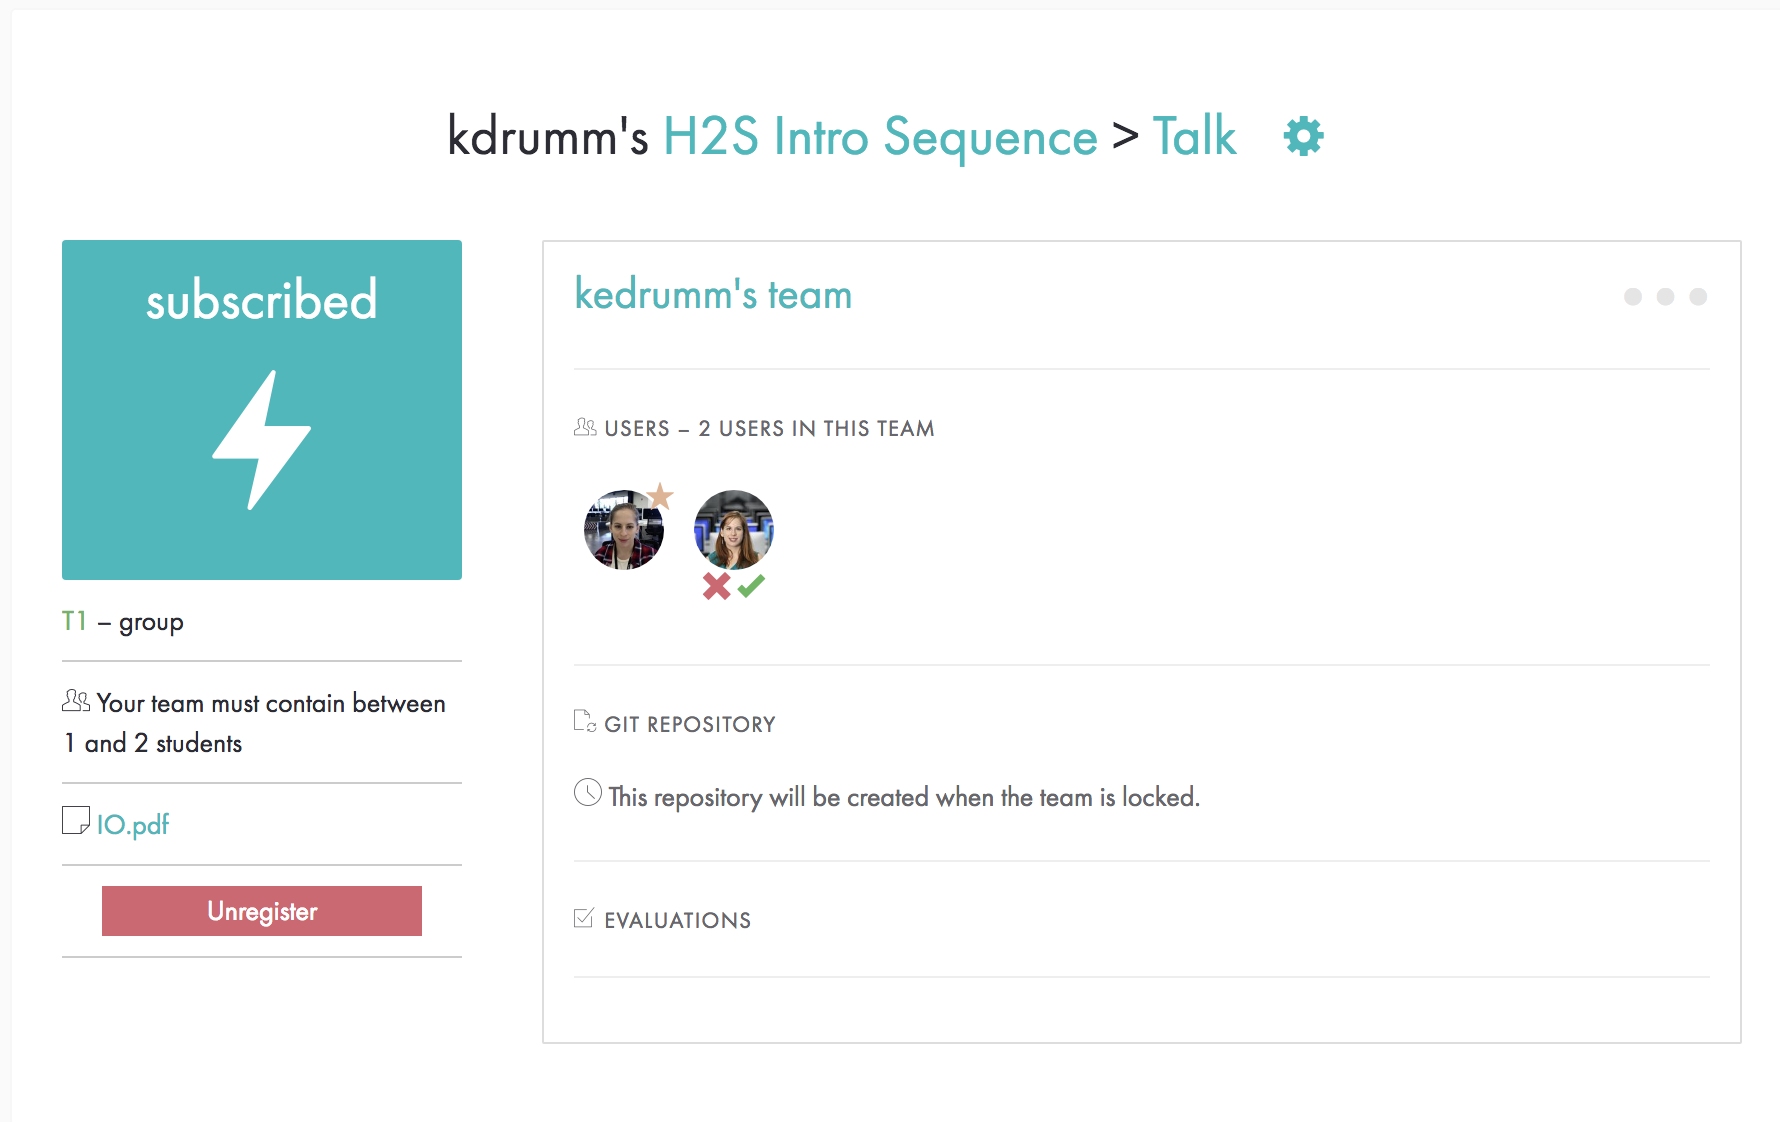 kdrumm's H2S Intro Sequence > Talk
subscribed
T1 – group
Your team must contain between
1 and 2 students
IO.pdf
Unregister
kedrumm's team
USERS – 2 USERS IN THIS TEAM
GIT REPOSITORY
This repository will be created when the team is locked.
EVALUATIONS